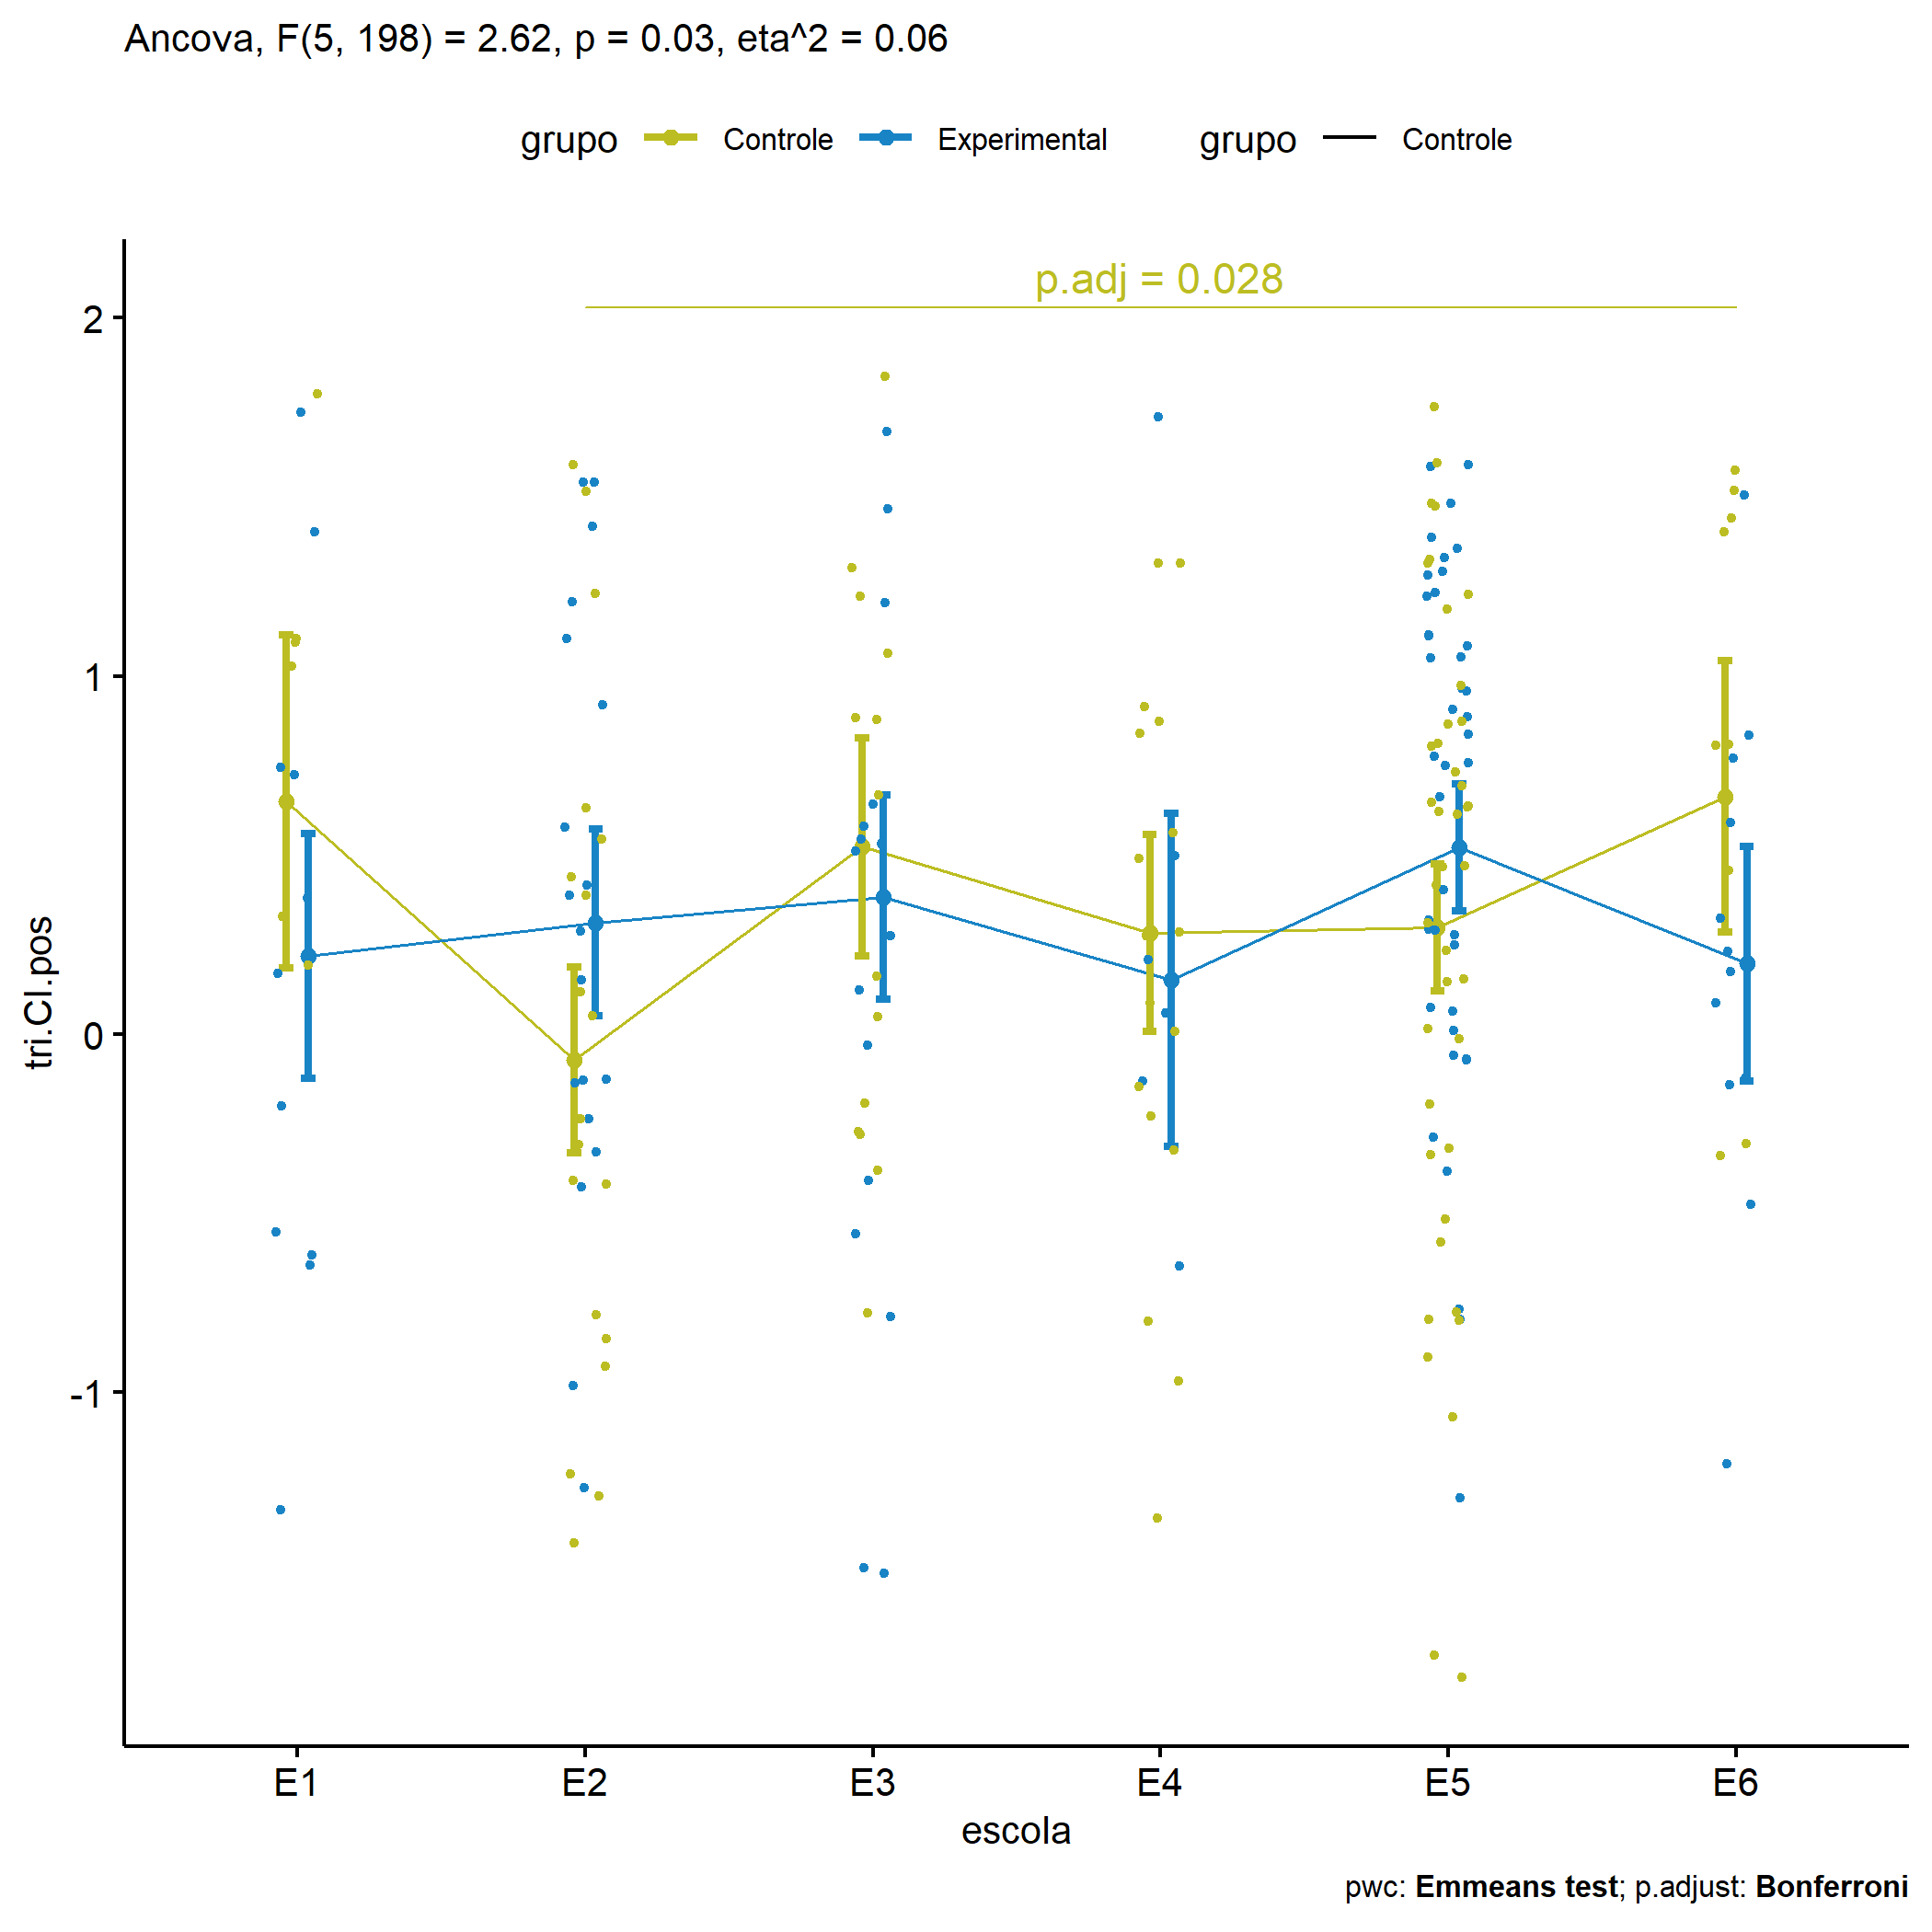 Ancova, F(5, 198) = 2.62, p = 0.03, eta^2 = 0.06
grupo Controle Experimental grupo Controle
p.adj = 0.028
2
1
0
-1
tri.CI.pos
E1 E2 E3 E4 E5 E6
escola
pwc: Emmeans test; p.adjust: Bonferroni